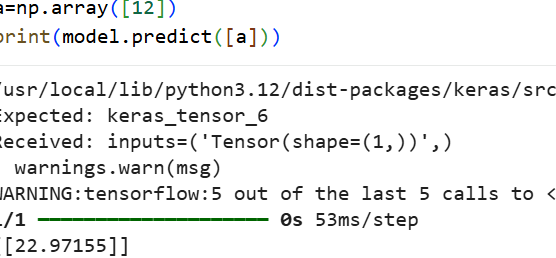 a=np.array([12])
print(model.predict([a]))
/usr/local/lib/python3.12/dist-packages/keras/src
Expected: keras_tensor_6
Received: inputs=('Tensor(shape=(1,))',)
warnings.warn(msg)
WARNING:tensorflow:5 out of the last 5 calls to <
1/1 ━━━━━━━━━━━━━━━━━━━━ 0s 53ms/step
[[22.97155]]